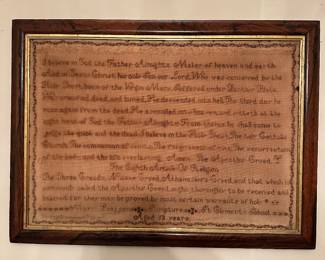 I believe in God the Father Almighty Maker of heaven and earth
And in Jesus Christ his only Son our Lord, Who was conceived by the
Holy Ghost, born of the Virgin Mary, Suffered under Pontius Pilate,
dead and buried, He descended into hell, The third day he
rose again from the dead, He ascended into heaven, and sitteth at the
right hand of God the Father Almighty, From thence he shall come to
judge the quick and the dead, I believe in the Holy Ghost, The holy Catholic
Church, The communion of saints, The forgiveness of sins, The resurrection
of the body, and the life everlasting. Amen. The Apostles Creed
The Eighth Article Of Religion
The Three Creeds, Nicene Creed, Athanasius's Creed and that which is
commonly called the Apostles Creed ought thoroughly to be received and
believed for they may be proved by most certain warrants of holy
Scripture St Clements School
Aged 13 years